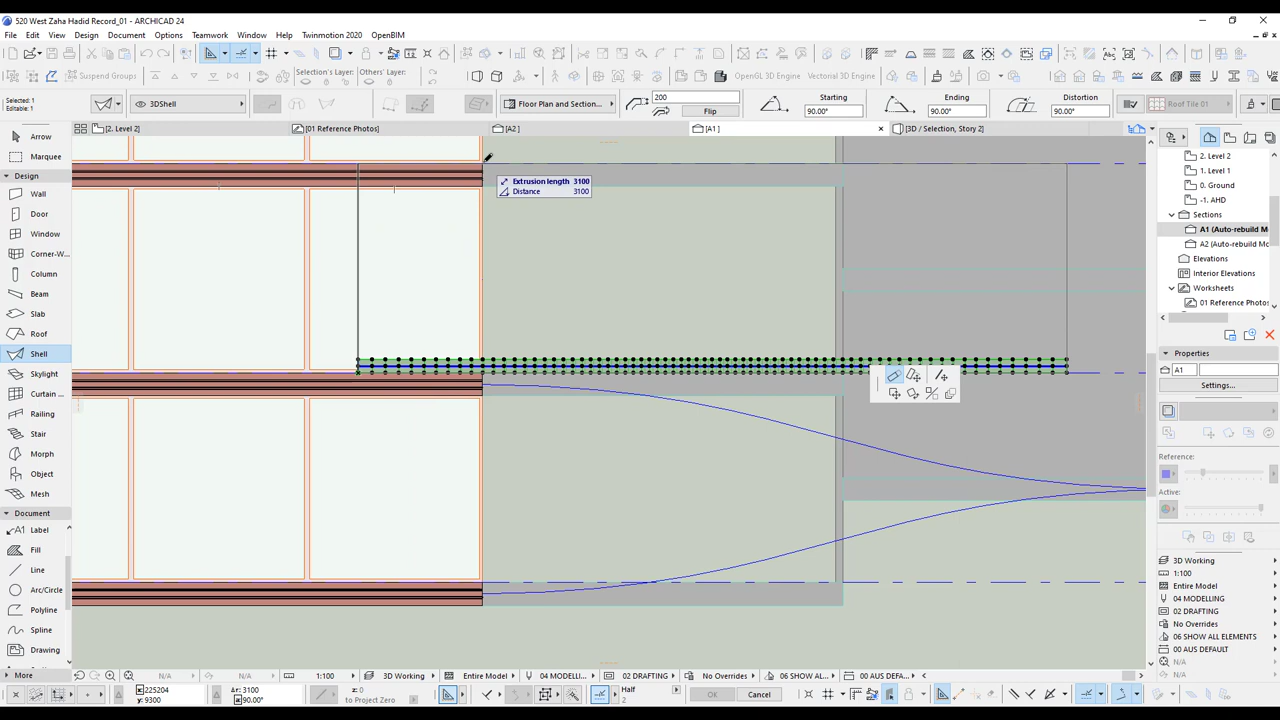 520 West Zaha Hadid Record_01 - ARCHICAD 24
File Edit View Design Document Options Teamwork Window Twinmotion 2020 OpenBIM
Suspend Groups
Selection's Layer:
Others' Layer:
OpenGL 3D Engine
Vectorial 3D Engine
Selected: 1
Editable: 1
3DShell
Floor Plan and Section...
200
Flip
Starting
90.00°
Ending
90.00°
Distortion
90.00°
Roof Tile 01
[2. Level 2]
[01 Reference Photos]
[A2 ]
[A1 ]
[3D / Selection, Story 2]
Arrow
Marquee
Design
Wall
Door
Window
Corner-W...
Column
Beam
Slab
Roof
Shell
Skylight
Curtain ...
Railing
Stair
Morph
Object
Mesh
Document
Label
Fill
Line
Arc/Circle
Polyline
Spline
Drawing
More
Extrusion length 3100
Distance 3100
2. Level 2
1. Level 1
0. Ground
-1. AHD
Sections
A1 (Auto-rebuild Mo
A2 (Auto-rebuild Mo
Elevations
Interior Elevations
Worksheets
01 Reference Photos
Properties
A1
Settings...
Reference:
Active:
3D Working
1:100
Entire Model
04 MODELLING
02 DRAFTING
No Overrides
06 SHOW ALL ELEMENTS
00 AUS DEFAULT
N/A
N/A
N/A
1:100
3D Working
Entire Model
04 MODELLI...
02 DRAFTING
No Overrides
06 SHOW AL...
00 AUS DEFA...
225204
9300
3100
90.00°
z: 0
to Project Zero
Half
2
OK
Cancel